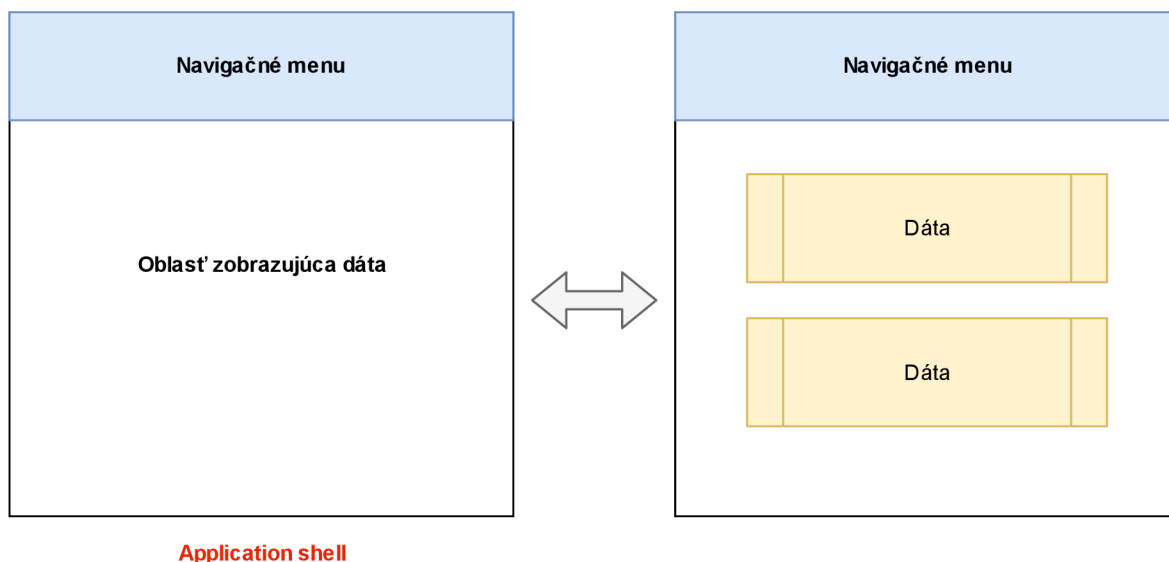 Navigačné menu
Oblasť zobrazujúca dáta
Application shell
Navigačné menu
Dáta
Dáta